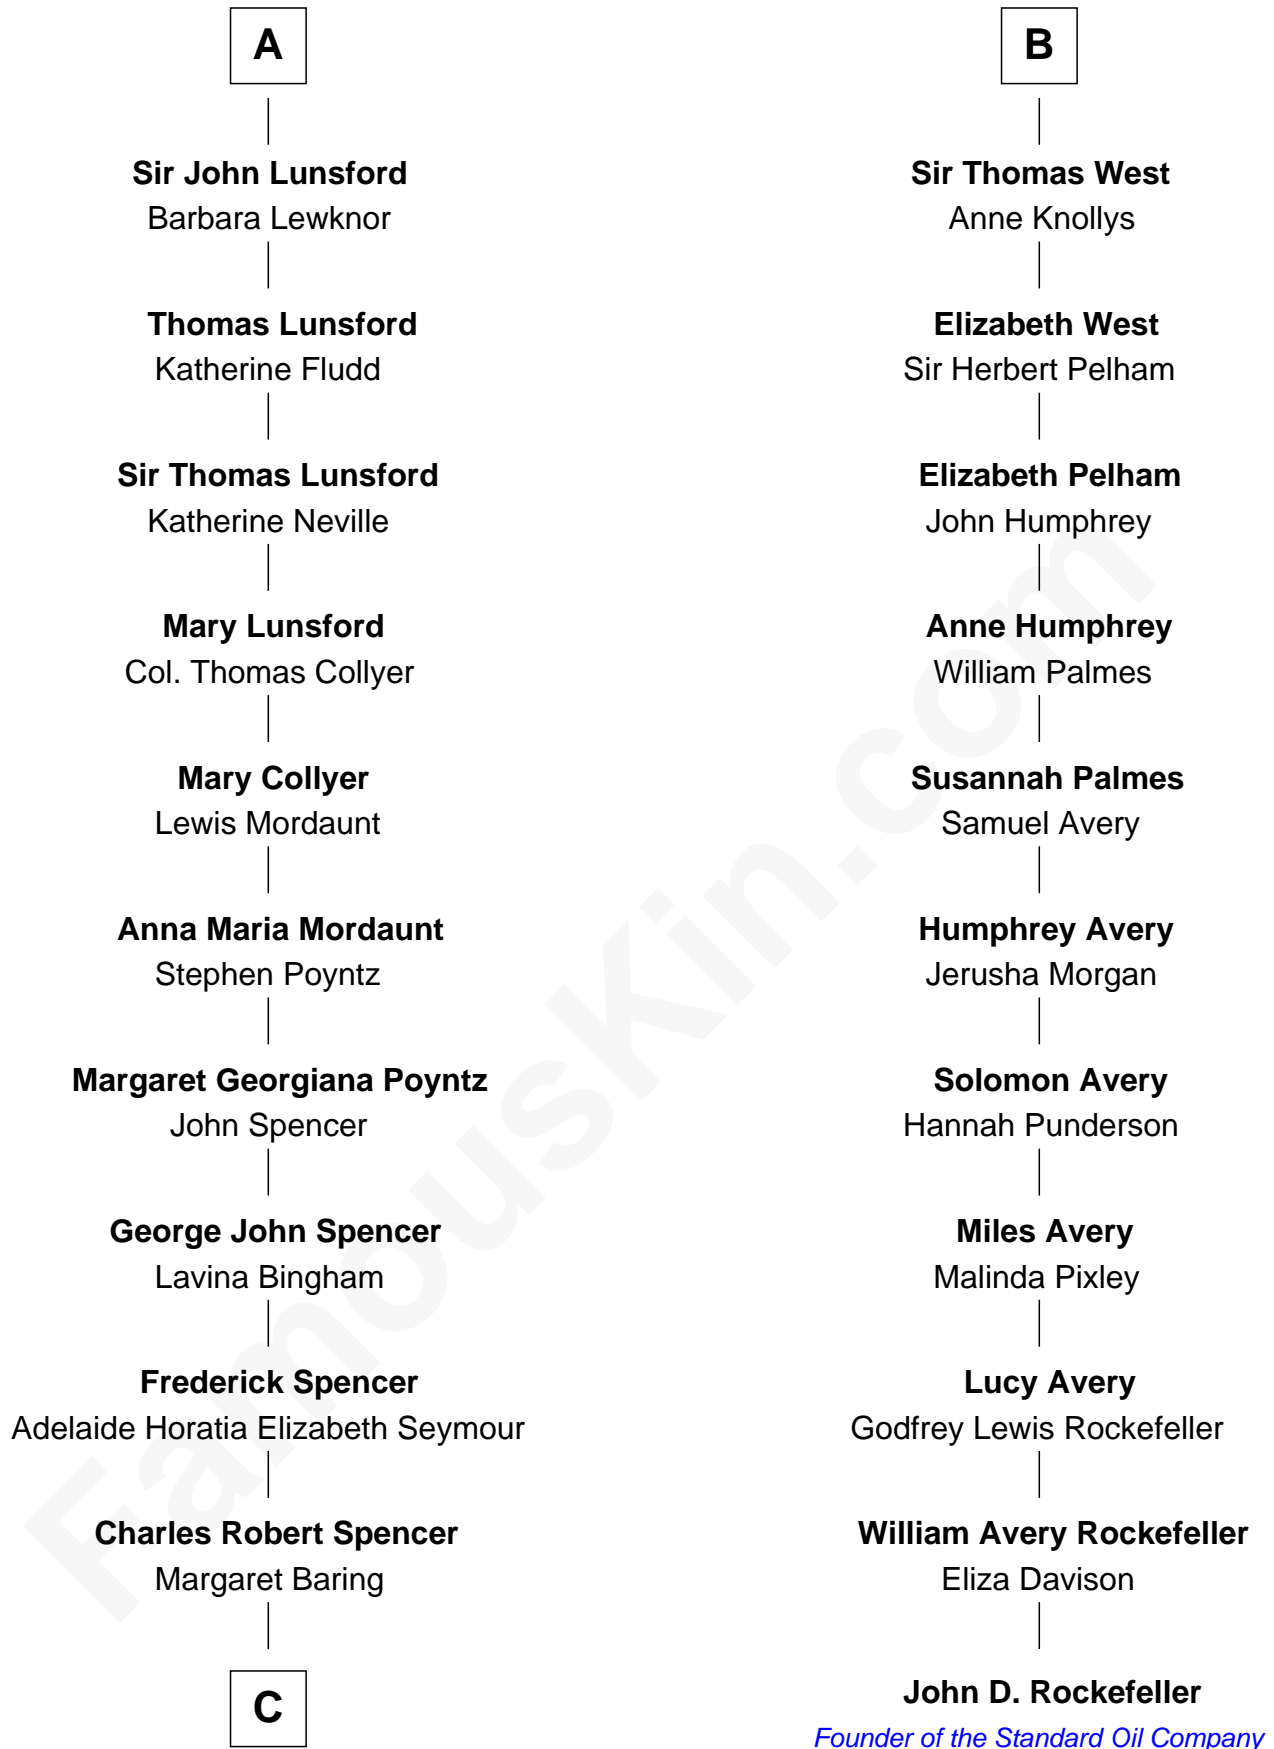 A
Sir John Lunsford
Barbara Lewknor
Thomas Lunsford
Katherine Fludd
Sir Thomas Lunsford
Katherine Neville
Mary Lunsford
Col. Thomas Collyer
Mary Collyer
Lewis Mordaunt
Anna Maria Mordaunt
Stephen Poyntz
Margaret Georgiana Poyntz
John Spencer
George John Spencer
Lavina Bingham
Frederick Spencer
Adelaide Horatia Elizabeth Seymour
Charles Robert Spencer
Margaret Baring
C
B
Sir Thomas West
Anne Knollys
Elizabeth West
Sir Herbert Pelham
Elizabeth Pelham
John Humphrey
Anne Humphrey
William Palmes
Susannah Palmes
Samuel Avery
Humphrey Avery
Jerusha Morgan
Solomon Avery
Hannah Punderson
Miles Avery
Malinda Pixley
Lucy Avery
Godfrey Lewis Rockefeller
William Avery Rockefeller
Eliza Davison
John D. Rockefeller
Founder of the Standard Oil Company
FamousKin.com